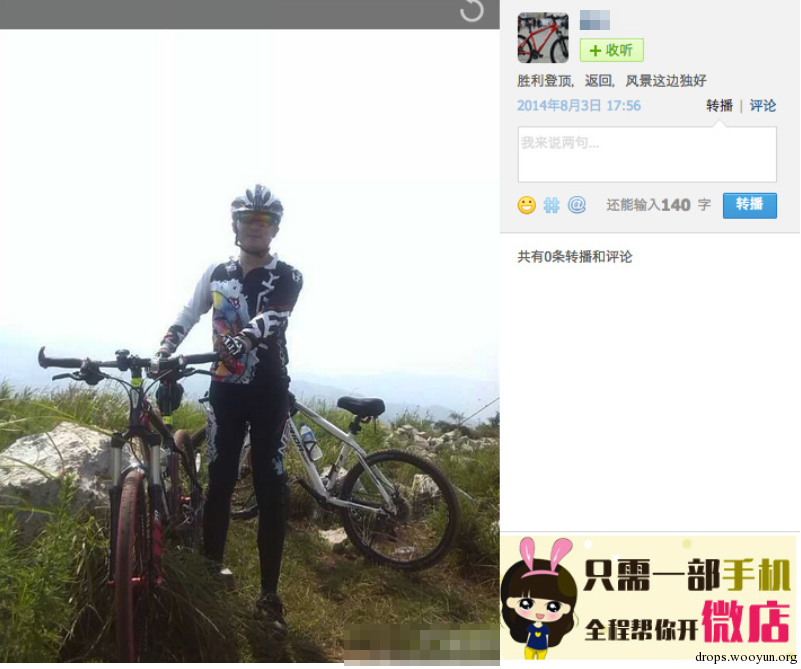 + 收听
胜利登顶，返回，风景这边独好
2014年8月3日 17:56
转播 | 评论
我来说两句...
还能输入140 字
转播
共有0条转播和评论
只需一部手机
全程帮你开微店
drops.wooyun.org